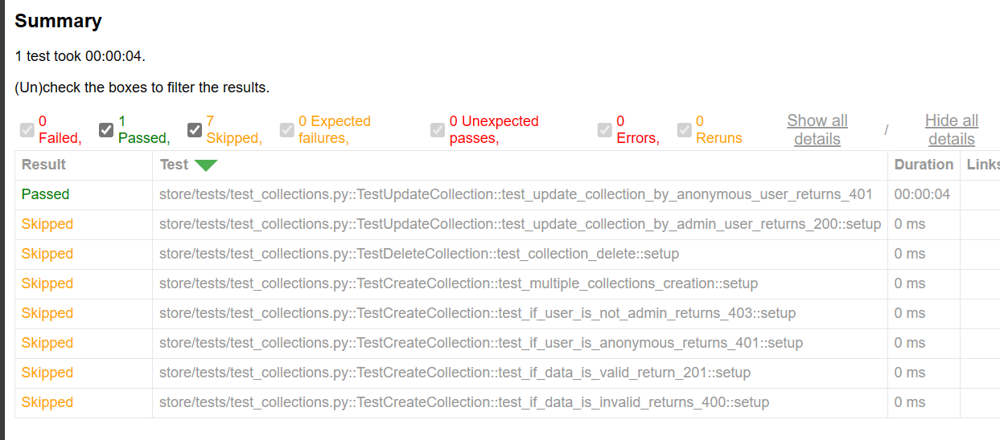 Summary
1 test took 00:00:04.
(Un)check the boxes to filter the results.
0 Failed, 1 Passed, 7 Skipped, 0 Expected failures, 0 Unexpected passes, 0 Errors, 0 Reruns Show all details / Hide all details
Result Test Duration Links
Passed store/tests/test_collections.py::TestUpdateCollection::test_update_collection_by_anonymous_user_returns_401 00:00:04
Skipped store/tests/test_collections.py::TestUpdateCollection::test_update_collection_by_admin_user_returns_200::setup 0 ms
Skipped store/tests/test_collections.py::TestDeleteCollection::test_collection_delete::setup 0 ms
Skipped store/tests/test_collections.py::TestCreateCollection::test_multiple_collections_creation::setup 0 ms
Skipped store/tests/test_collections.py::TestCreateCollection::test_if_user_is_not_admin_returns_403::setup 0 ms
Skipped store/tests/test_collections.py::TestCreateCollection::test_if_user_is_anonymous_returns_401::setup 0 ms
Skipped store/tests/test_collections.py::TestCreateCollection::test_if_data_is_valid_return_201::setup 0 ms
Skipped store/tests/test_collections.py::TestCreateCollection::test_if_data_is_invalid_returns_400::setup 0 ms